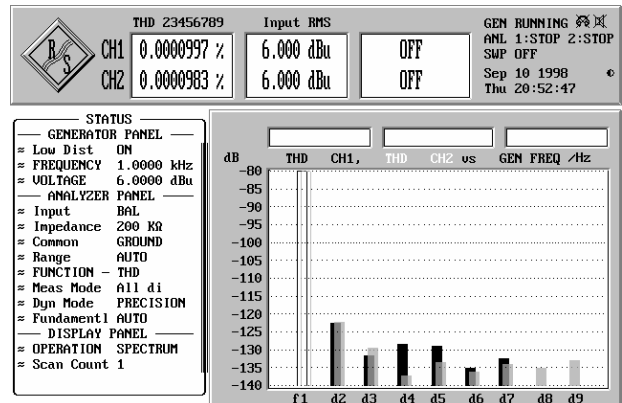 THD 23456789 Input RMS
R S
CH1 0.0000997 % 6.000 dBu OFF
CH2 0.0000983 % 6.000 dBu OFF
GEN RUNNING
ANL 1:STOP 2:STOP
SWP OFF
Sep 10 1998
Thu 20:52:47
STATUS
GENERATOR PANEL
≈ Low Dist ON
≈ FREQUENCY 1.0000 kHz
≈ VOLTAGE 6.0000 dBu
ANALYZER PANEL
≈ Input BAL
≈ Impedance 200 KΩ
≈ Common GROUND
≈ Range AUTO
≈ FUNCTION - THD
≈ Meas Mode All di
≈ Dyn Mode PRECISION
≈ Fundamentl AUTO
DISPLAY PANEL
≈ OPERATION SPECTRUM
≈ Scan Count 1
dB THD CH1, THD CH2 vs GEN FREQ /Hz
-80
-85
-90
-95
-100
-105
-110
-115
-120
-125
-130
-135
-140
f1 d2 d3 d4 d5 d6 d7 d8 d9